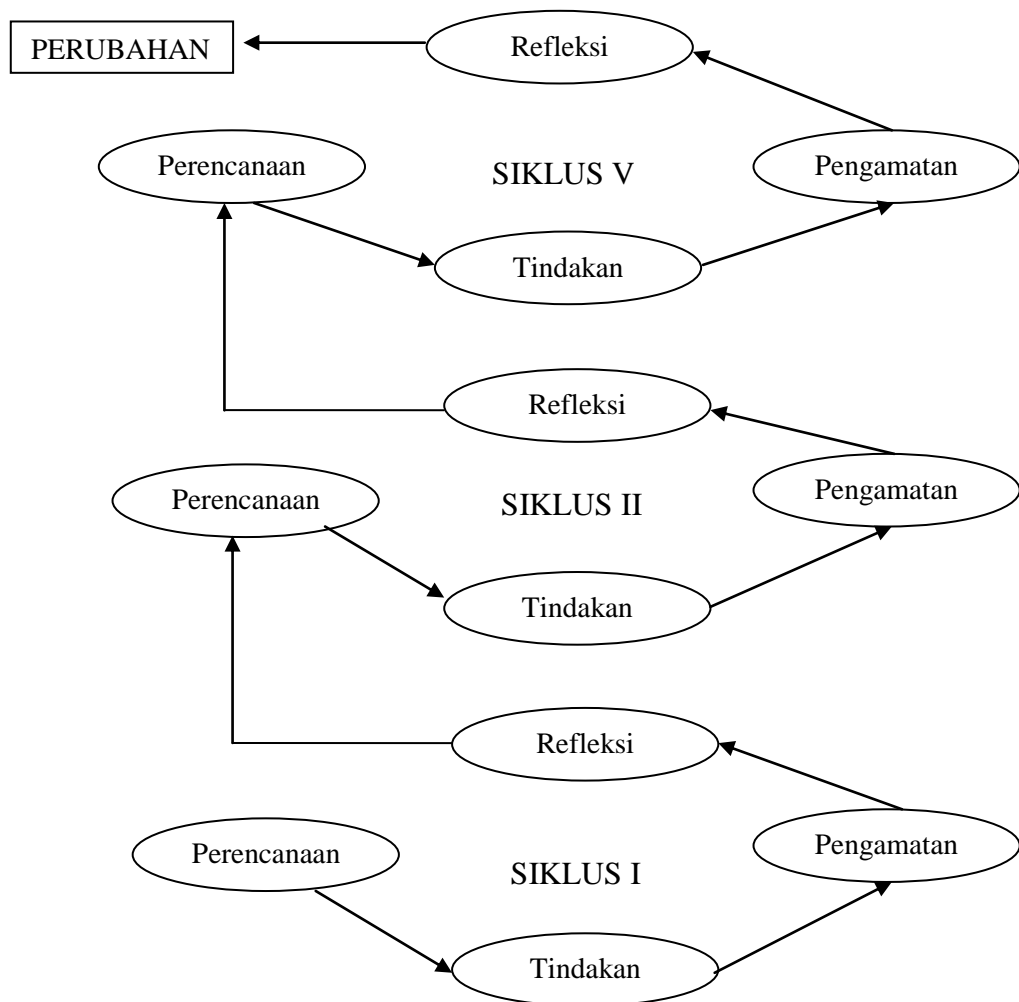 PERUBAHAN
Refleksi
Perencanaan
SIKLUS V
Pengamatan
Tindakan
Refleksi
Perencanaan
SIKLUS II
Pengamatan
Tindakan
Refleksi
Perencanaan
SIKLUS I
Pengamatan
Tindakan